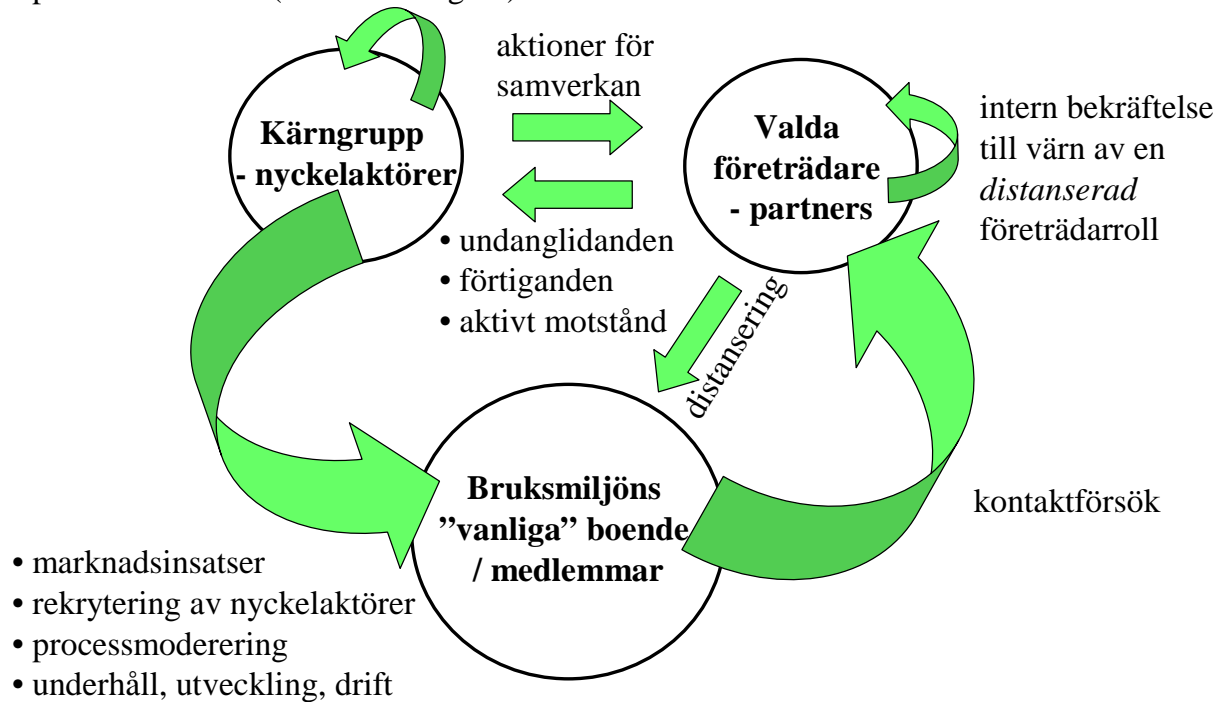 aktioner för
samverkan
Kärngrupp
- nyckelaktörer
Valda
företrädare
- partners
intern bekräftelse
till värn av en
distanserad
företrädarroll
• undanglidanden
• förtiganden
• aktivt motstånd
distansering
Bruksmiljöns
”vanliga” boende
/ medlemmar
kontaktförsök
• marknadsinsatser
• rekrytering av nyckelaktörer
• processmoderering
• underhåll, utveckling, drift